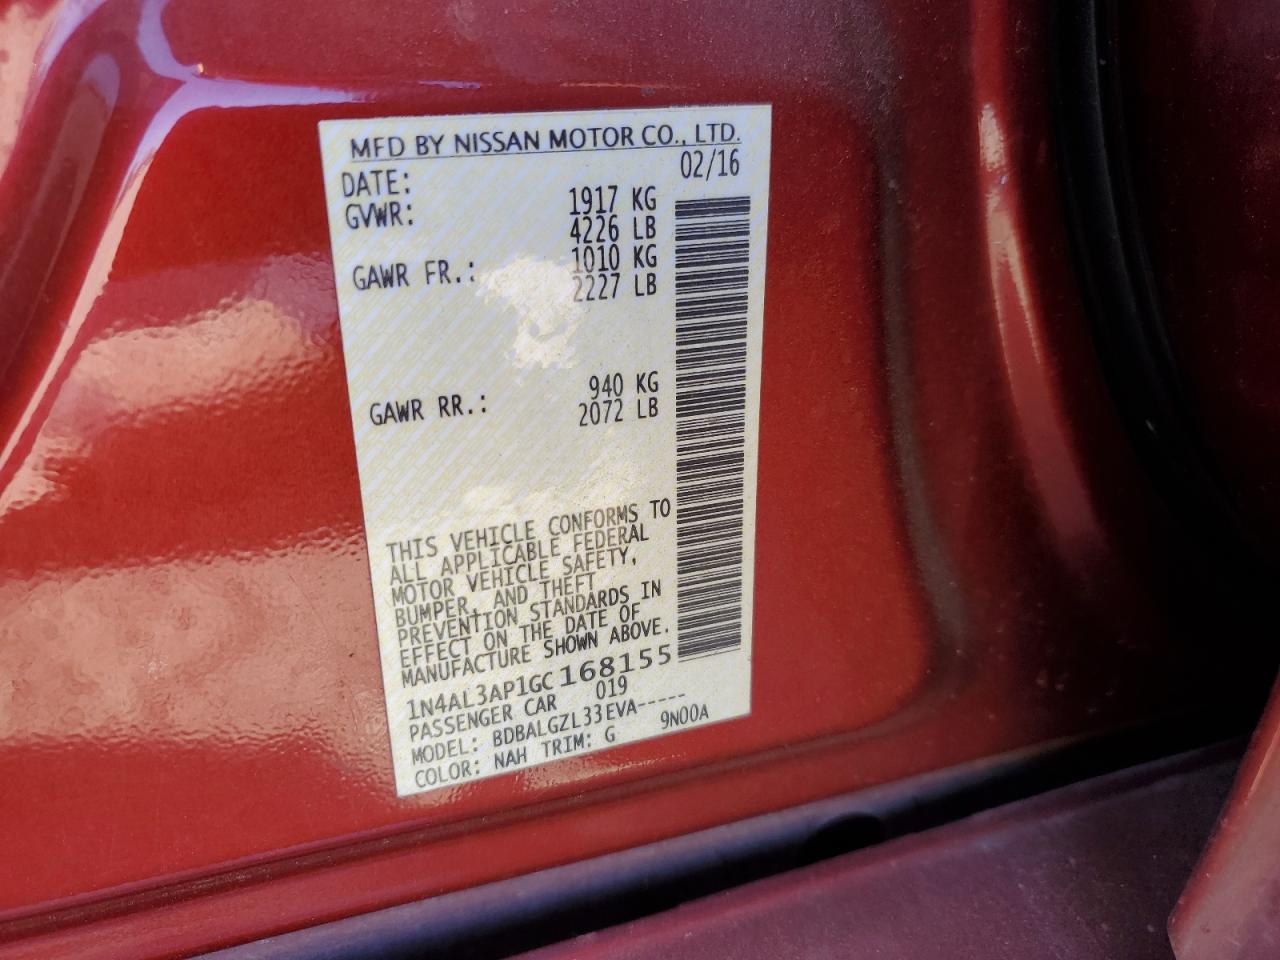 MFD BY NISSAN MOTOR CO., LTD.
DATE: 02/16
GVWR: 1917 KG
4226 LB
GAWR FR.: 1010 KG
2227 LB
GAWR RR.: 940 KG
2072 LB
THIS VEHICLE CONFORMS TO
ALL APPLICABLE FEDERAL
MOTOR VEHICLE SAFETY,
BUMPER, AND THEFT
PREVENTION STANDARDS IN
EFFECT ON THE DATE OF
MANUFACTURE SHOWN ABOVE.
1N4AL3AP1GC168155
PASSENGER CAR 019
MODEL: BDBALGZL33EVA-----
COLOR: NAH TRIM: G 9N00A